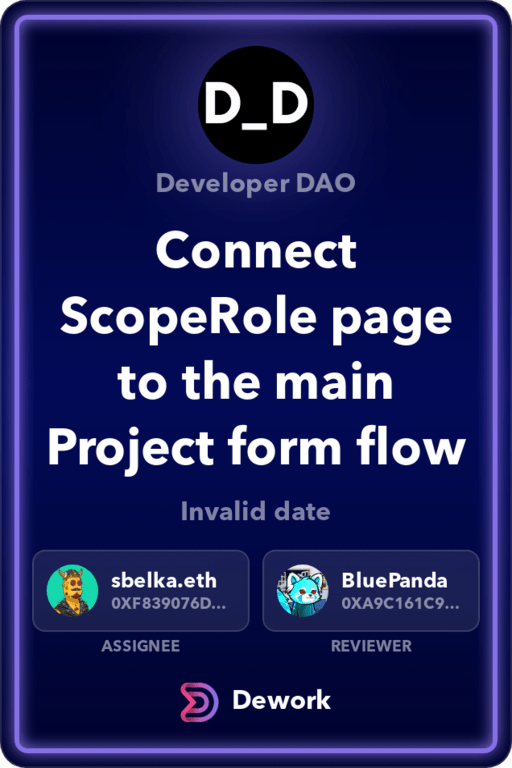 D_D
Developer DAO
Connect
ScopeRole page
to the main
Project form flow
Invalid date
sbelka.eth
0XF839076D...
BluePanda
0XA9C161C9...
ASSIGNEE
REVIEWER
Dework